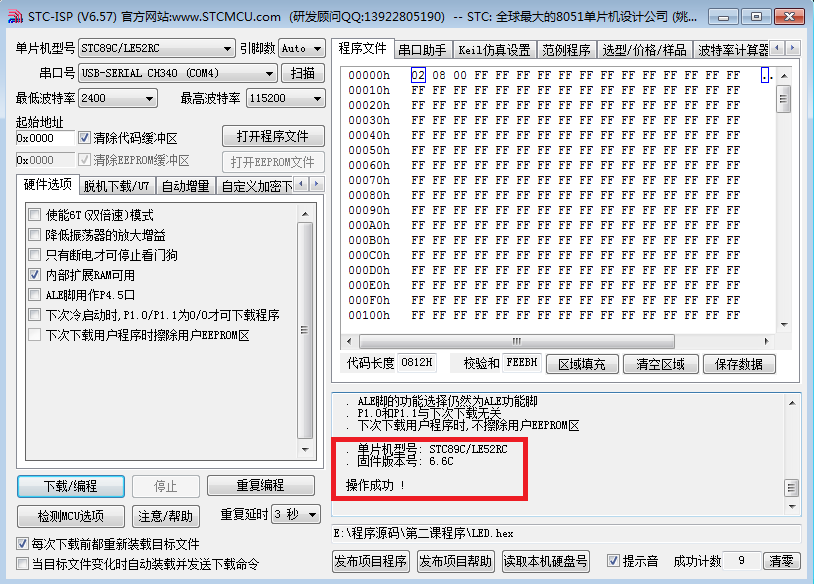 STC-ISP (V6.57) 官方网站:www.STCMCU.com (研发顾问QQ:13922805190) -- STC: 全球最大的8051单片机设计公司 (姚...
单片机型号 STC89C/LE52RC 引脚数 Auto
串口号 USB-SERIAL CH340 (COM4) 扫描
最低波特率 2400 最高波特率 115200
起始地址
0x0000 清除代码缓冲区 打开程序文件
0x0000 清除EEPROM缓冲区 打开EEPROM文件
硬件选项 脱机下载/U7 自动增量 自定义加密下
使能6T(双倍速)模式
降低振荡器的放大增益
只有断电才可停止看门狗
内部扩展RAM可用
ALE脚用作P4.5口
下次冷启动时,P1.0/P1.1为0/0才可下载程序
下次下载用户程序时擦除用户EEPROM区
下载/编程 停止 重复编程
检测MCU选项 注意/帮助 重复延时 3 秒
每次下载前都重新装载目标文件
当目标文件变化时自动装载并发送下载命令
程序文件 串口助手 Keil仿真设置 范例程序 选型/价格/样品 波特率计算器
00000h 02 08 00 FF FF FF FF FF FF FF FF FF FF FF FF FF ..
00010h FF FF FF FF FF FF FF FF FF FF FF FF FF FF FF FF
00020h FF FF FF FF FF FF FF FF FF FF FF FF FF FF FF FF
00030h FF FF FF FF FF FF FF FF FF FF FF FF FF FF FF FF
00040h FF FF FF FF FF FF FF FF FF FF FF FF FF FF FF FF
00050h FF FF FF FF FF FF FF FF FF FF FF FF FF FF FF FF
00060h FF FF FF FF FF FF FF FF FF FF FF FF FF FF FF FF
00070h FF FF FF FF FF FF FF FF FF FF FF FF FF FF FF FF
00080h FF FF FF FF FF FF FF FF FF FF FF FF FF FF FF FF
00090h FF FF FF FF FF FF FF FF FF FF FF FF FF FF FF FF
000A0h FF FF FF FF FF FF FF FF FF FF FF FF FF FF FF FF
000B0h FF FF FF FF FF FF FF FF FF FF FF FF FF FF FF FF
000C0h FF FF FF FF FF FF FF FF FF FF FF FF FF FF FF FF
000D0h FF FF FF FF FF FF FF FF FF FF FF FF FF FF FF FF
000E0h FF FF FF FF FF FF FF FF FF FF FF FF FF FF FF FF
000F0h FF FF FF FF FF FF FF FF FF FF FF FF FF FF FF FF
00100h FF FF FF FF FF FF FF FF FF FF FF FF FF FF FF FF
代码长度 0812H 校验和 FEEBH 区域填充 清空区域 保存数据
. ALE脚的功能选择仍然为ALE功能脚
. P1.0和P1.1与下次下载无关
. 下次下载用户程序时,不擦除用户EEPROM区
. 单片机型号: STC89C/LE52RC
. 固件版本号: 6.6C
操作成功 !
E:\程序源码\第二课程序\LED.hex
发布项目程序 发布项目帮助 读取本机硬盘号 提示音 成功计数 9 清零